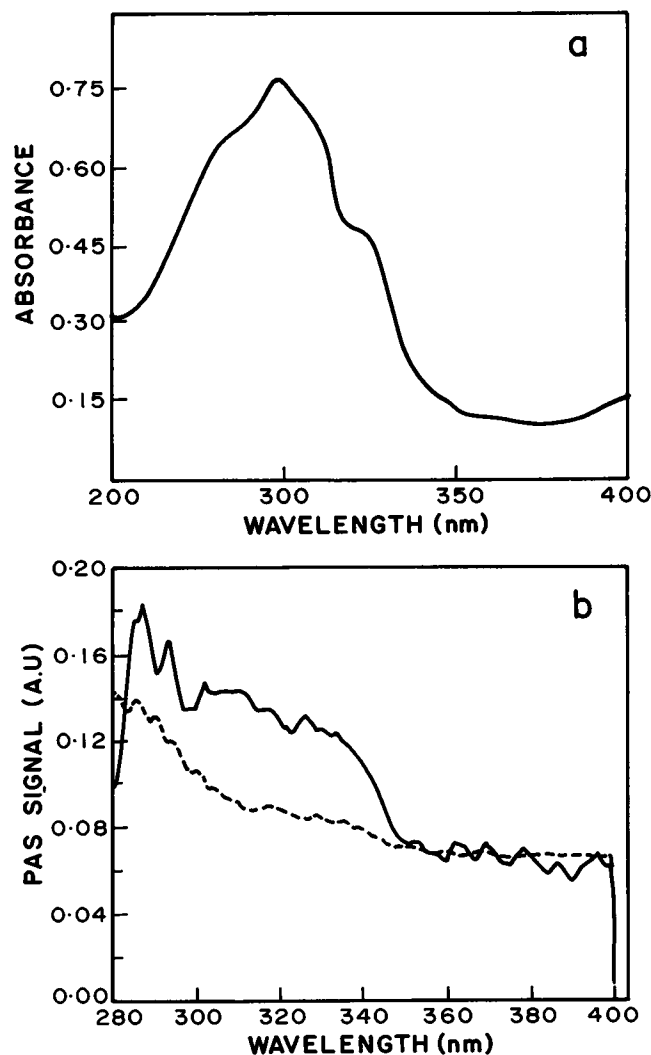 a
ABSORBANCE
0·75
0·60
0·45
0·30
0·15
200 300 350 400
WAVELENGTH (nm)
b
PAS SIGNAL (A.U)
0·20
0·16
0·12
0·08
0·04
0·00
280 300 320 340 360 380 400
WAVELENGTH (nm)